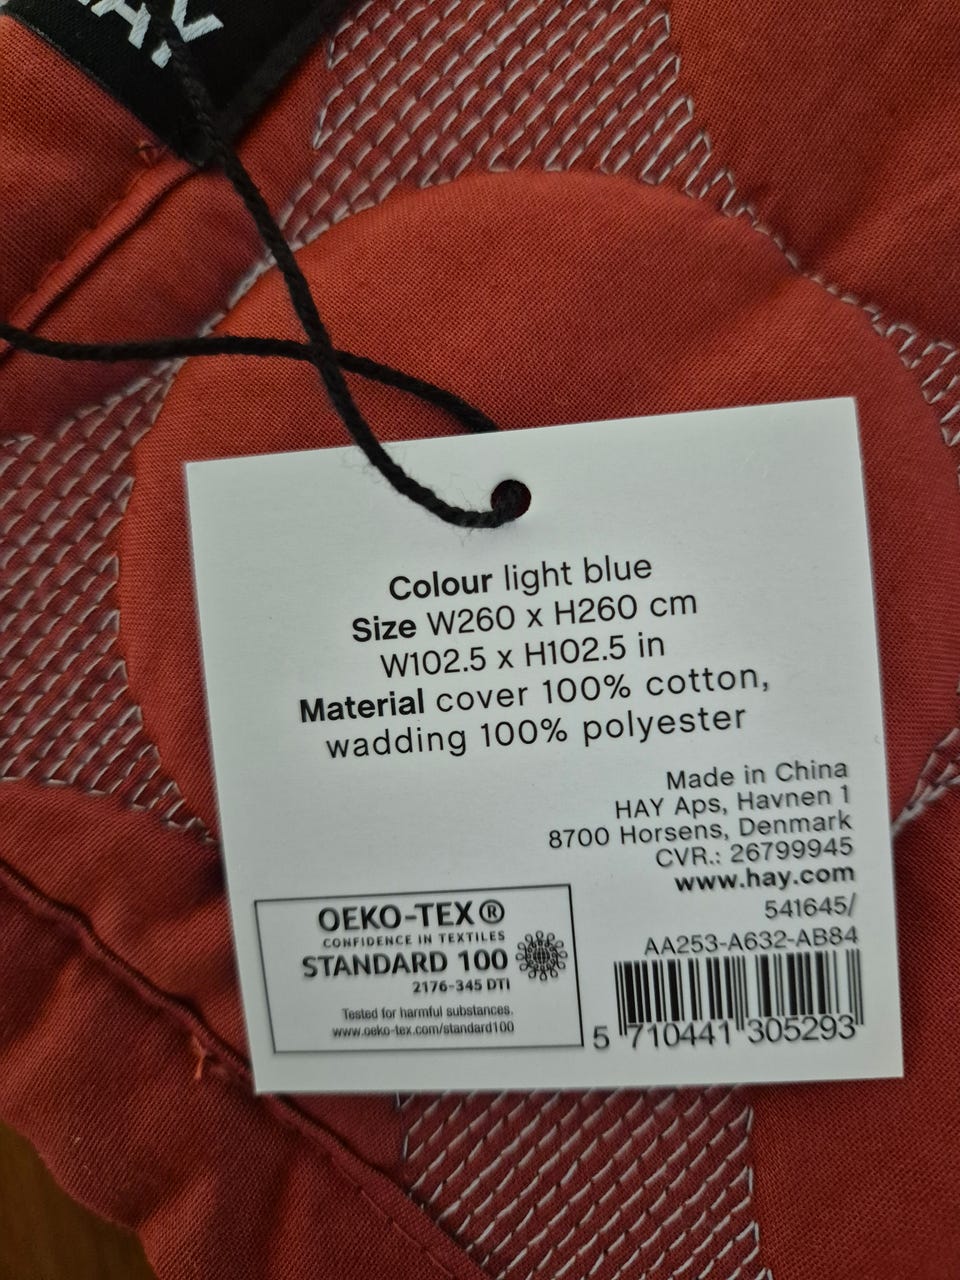 HAY
Colour light blue
Size W260 x H260 cm
W102.5 x H102.5 in
Material cover 100% cotton,
wadding 100% polyester
Made in China
HAY Aps, Havnen 1
8700 Horsens, Denmark
CVR.: 26799945
www.hay.com
541645/
AA253-A632-AB84
OEKO-TEX®
CONFIDENCE IN TEXTILES
STANDARD 100
2176-345 DTI
Tested for harmful substances.
www.oeko-tex.com/standard100
5 710441 305293